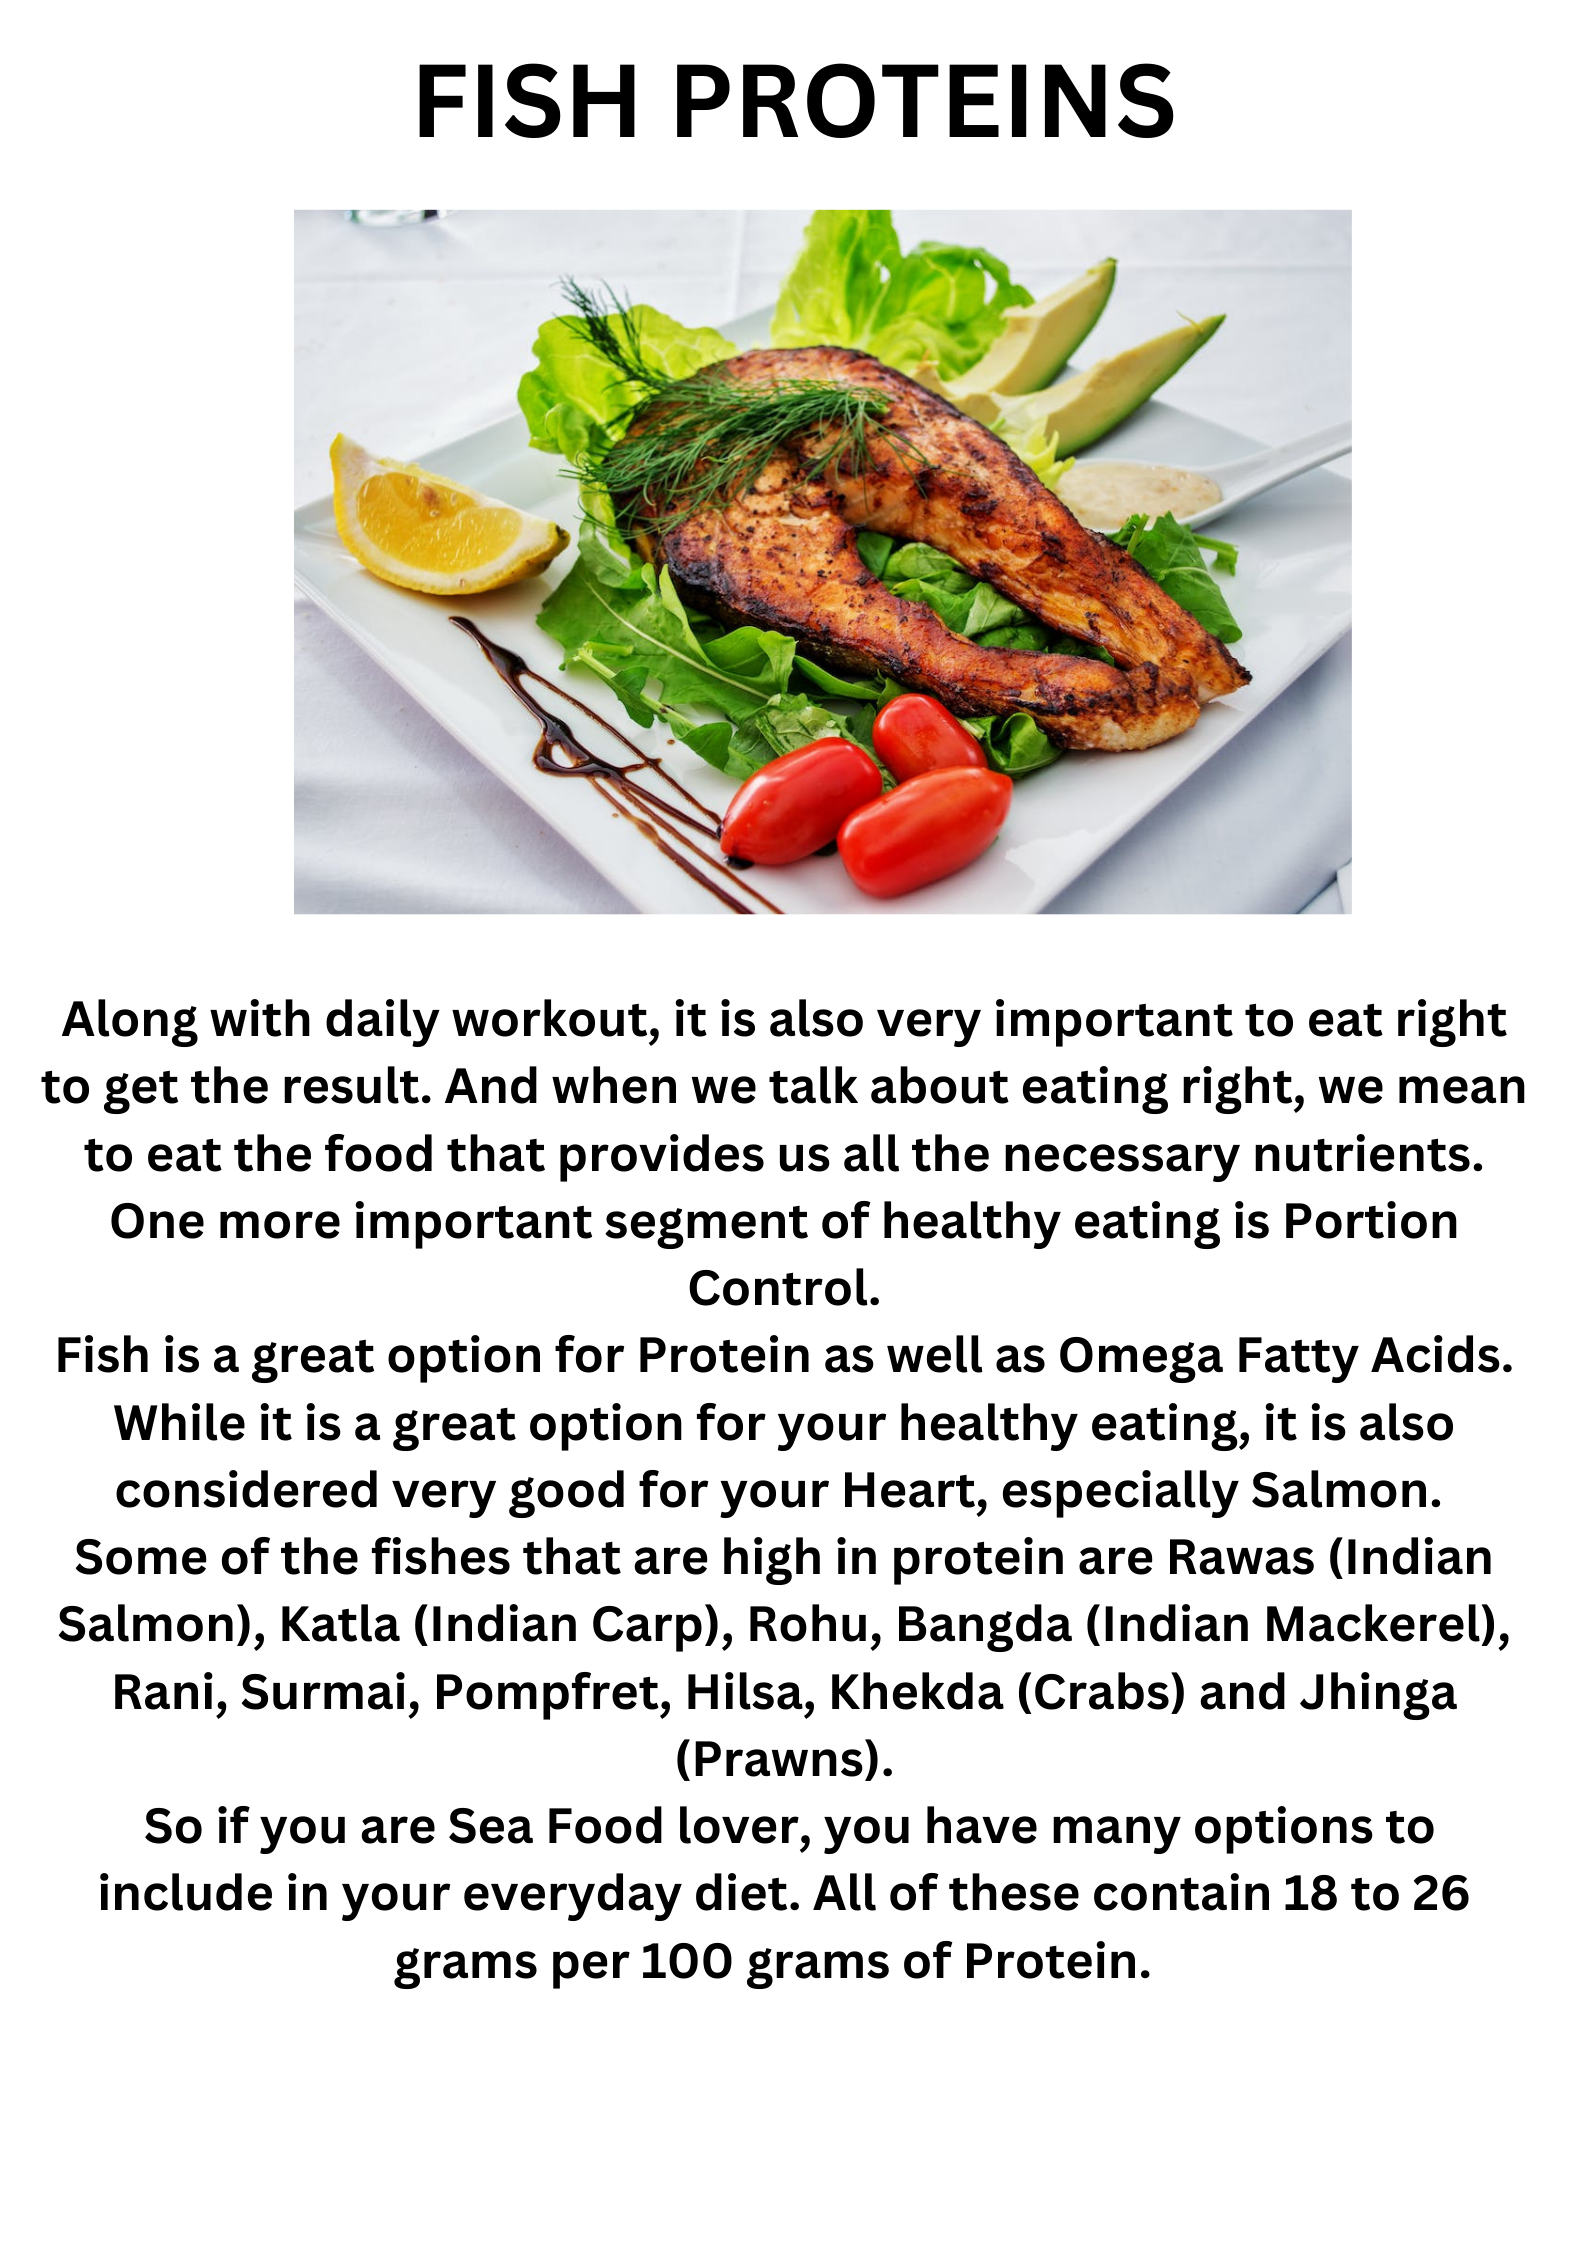 FISH PROTEINS
Along with daily workout, it is also very important to eat right
to get the result. And when we talk about eating right, we mean
to eat the food that provides us all the necessary nutrients.
One more important segment of healthy eating is Portion
Control.
Fish is a great option for Protein as well as Omega Fatty Acids.
While it is a great option for your healthy eating, it is also
considered very good for your Heart, especially Salmon.
Some of the fishes that are high in protein are Rawas (Indian
Salmon), Katla (Indian Carp), Rohu, Bangda (Indian Mackerel),
Rani, Surmai, Pompfret, Hilsa, Khekda (Crabs) and Jhinga
(Prawns).
So if you are Sea Food lover, you have many options to
include in your everyday diet. All of these contain 18 to 26
grams per 100 grams of Protein.